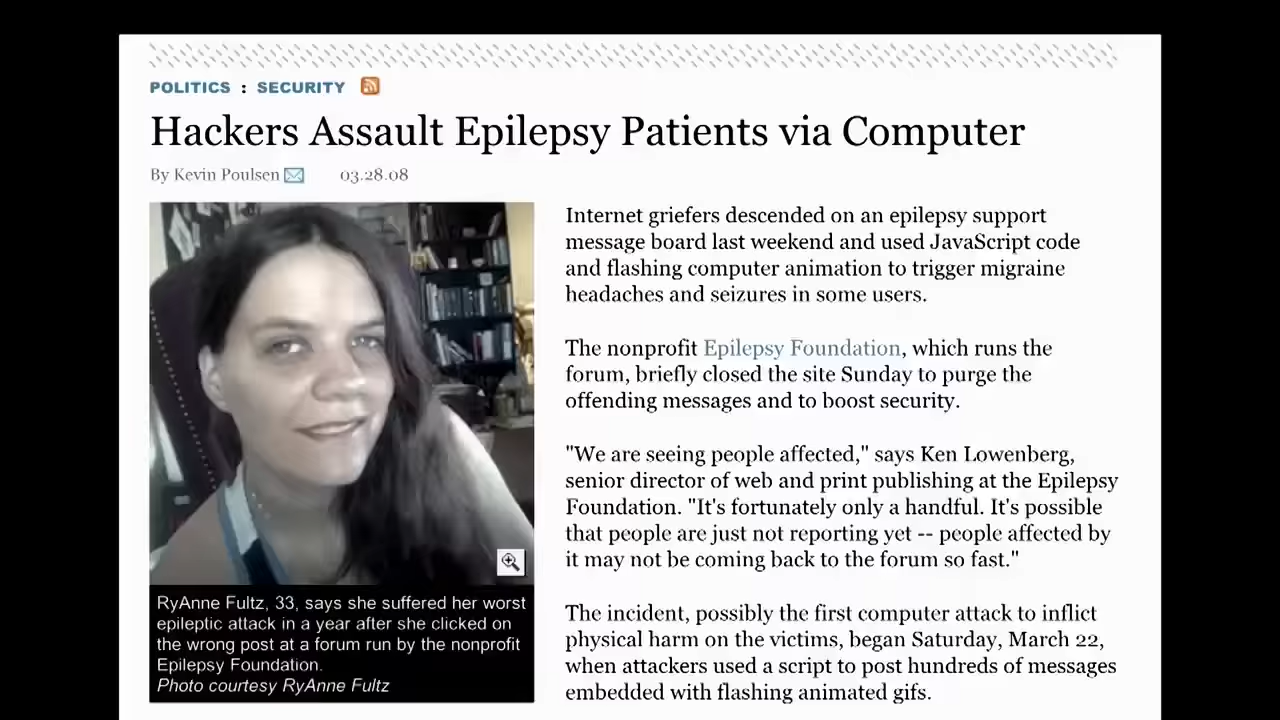 POLITICS : SECURITY
Hackers Assault Epilepsy Patients via Computer
By Kevin Poulsen 03.28.08
Internet griefers descended on an epilepsy support
message board last weekend and used JavaScript code
and flashing computer animation to trigger migraine
headaches and seizures in some users.
The nonprofit Epilepsy Foundation, which runs the
forum, briefly closed the site Sunday to purge the
offending messages and to boost security.
"We are seeing people affected," says Ken Lowenberg,
senior director of web and print publishing at the Epilepsy
Foundation. "It's fortunately only a handful. It's possible
that people are just not reporting yet -- people affected by
it may not be coming back to the forum so fast."
The incident, possibly the first computer attack to inflict
physical harm on the victims, began Saturday, March 22,
when attackers used a script to post hundreds of messages
embedded with flashing animated gifs.
RyAnne Fultz, 33, says she suffered her worst
epileptic attack in a year after she clicked on
the wrong post at a forum run by the nonprofit
Epilepsy Foundation.
Photo courtesy RyAnne Fultz